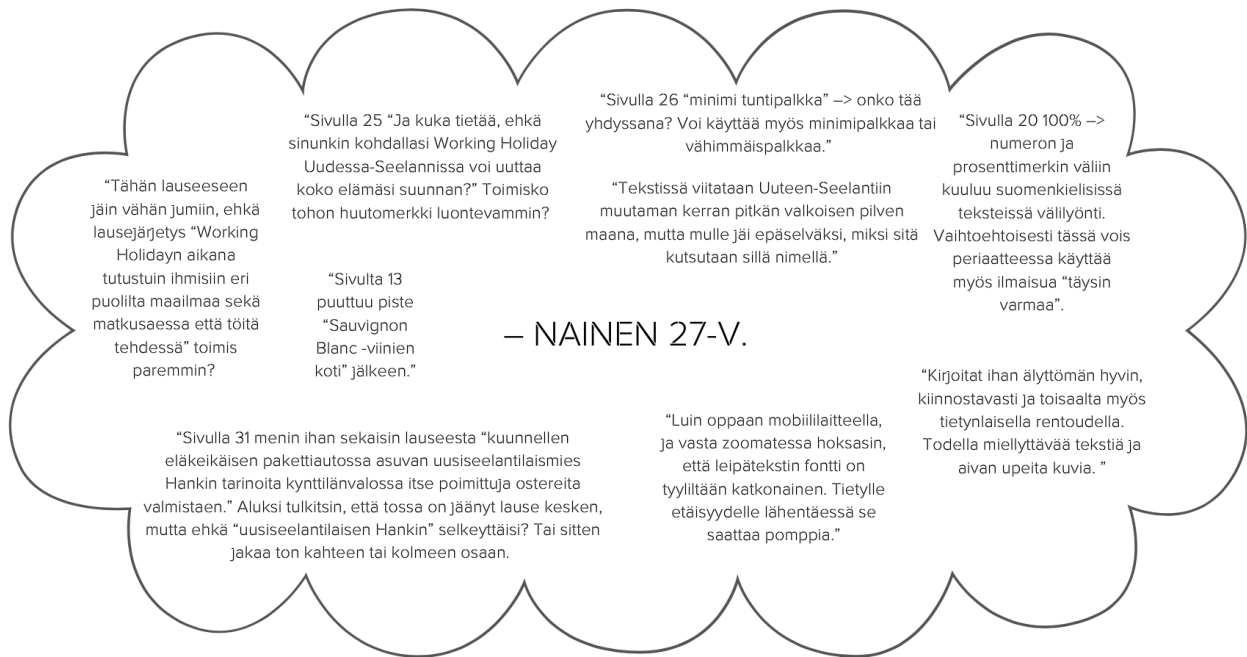 “Tähän lauseeseen
jäin vähän jumiin, ehkä
lausejärjetys “Working
Holidayn aikana
tutustuin ihmisiin eri
puolilta maailmaa sekä
matkusaessa että töitä
tehdessä” toimis
paremmin?
“Sivulla 25 “Ja kuka tietää, ehkä
sinunkin kohdallasi Working Holiday
Uudessa-Seelannissa voi uuttaa
koko elämäsi suunnan?” Toimisko
tohon huutomerkki luontevammin?
“Sivulta 13
puuttuu piste
“Sauvignon
Blanc -viinien
koti” jälkeen.”
“Sivulla 26 “minimi tuntipalkka” –> onko tää
yhdyssana? Voi käyttää myös minimipalkkaa tai
vähimmäispalkkaa.”
“Tekstissä viitataan Uuteen-Seelantiin
muutaman kerran pitkän valkoisen pilven
maana, mutta mulle jäi epäselväksi, miksi sitä
kutsutaan sillä nimellä.”
“Sivulla 20 100% –>
numeron ja
prosenttimerkin väliin
kuuluu suomenkielisissä
teksteissä välilyönti.
Vaihtoehtoisesti tässä vois
periaatteessa käyttää
myös ilmaisua “täysin
varmaa”.
– NAINEN 27-V.
“Sivulla 31 menin ihan sekaisin lauseesta “kuunnellen
eläkeikäisen pakettiautossa asuvan uusiseelantilaismies
Hankin tarinoita kynttilänvalossa itse poimittuja ostereita
valmistaen.” Aluksi tulkitsin, että tossa on jäänyt lause kesken,
mutta ehkä “uusiseelantilaisen Hankin” selkeyttäisi? Tai sitten
jakaa ton kahteen tai kolmeen osaan.
“Luin oppaan mobiililaitteella,
ja vasta zoomatessa hoksasin,
että leipätekstin fontti on
tyyliltään katkonainen. Tietylle
etäisyydelle lähentäessä se
saattaa pomppia.”
“Kirjoitat ihan älyttömän hyvin,
kiinnostavasti ja toisaalta myös
tietynlaisella rentoudella.
Todella miellyttävää tekstiä ja
aivan upeita kuvia. ”